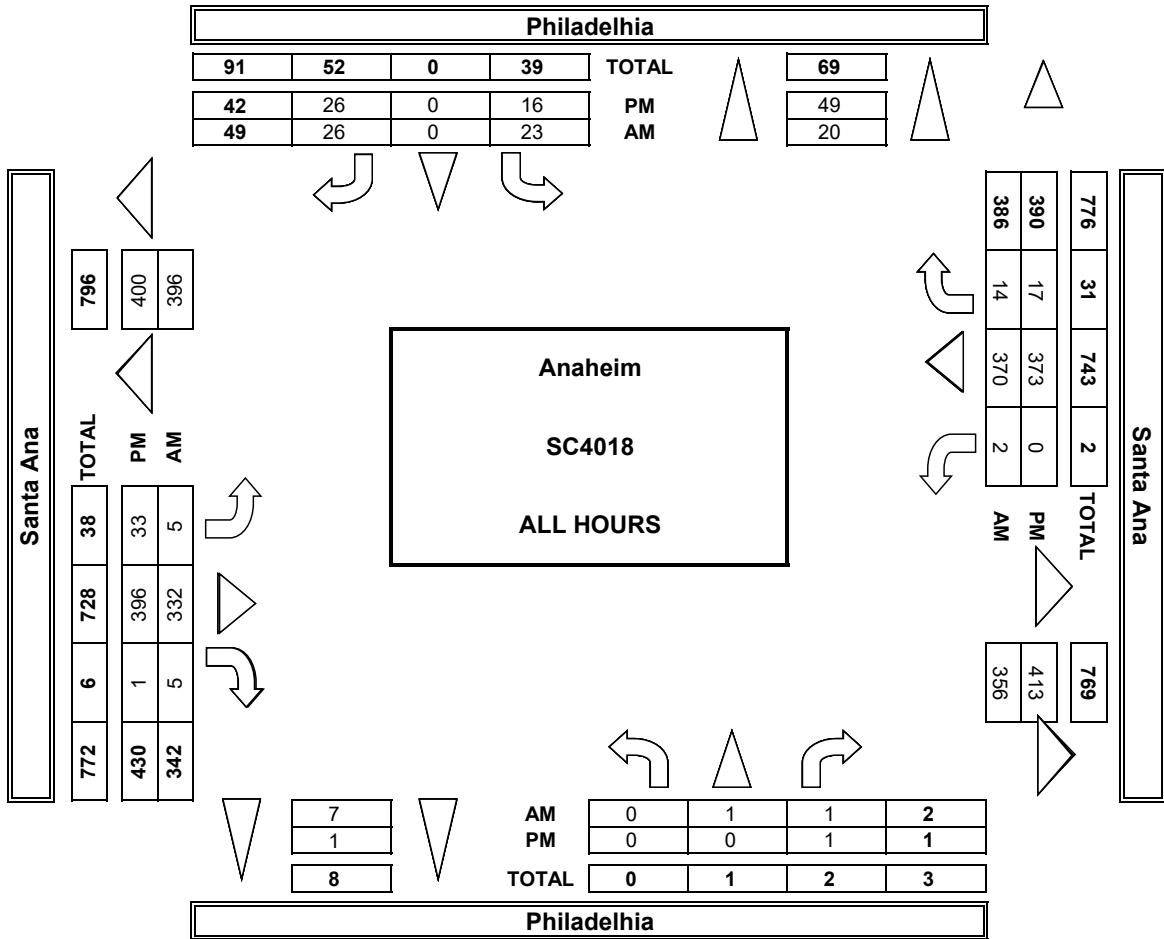 Philadelhia
91 52 0 39 TOTAL 69
42 26 0 16 PM 49
49 26 0 23 AM 20
Santa Ana
796
400
396
TOTAL 38 728 6 772
PM 33 396 1 430
AM 5 332 5 342
Anaheim
SC4018
ALL HOURS
776 31 743 2 TOTAL
390 17 373 0 PM
386 14 370 2 AM
769
413
356
Santa Ana
7 AM 0 1 1 2
1 PM 0 0 1 1
8 TOTAL 0 1 2 3
Philadelhia